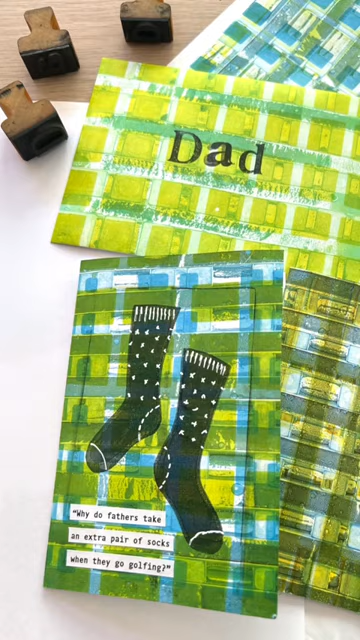 Dad
"Why do fathers take
an extra pair of socks
when they go golfing?"